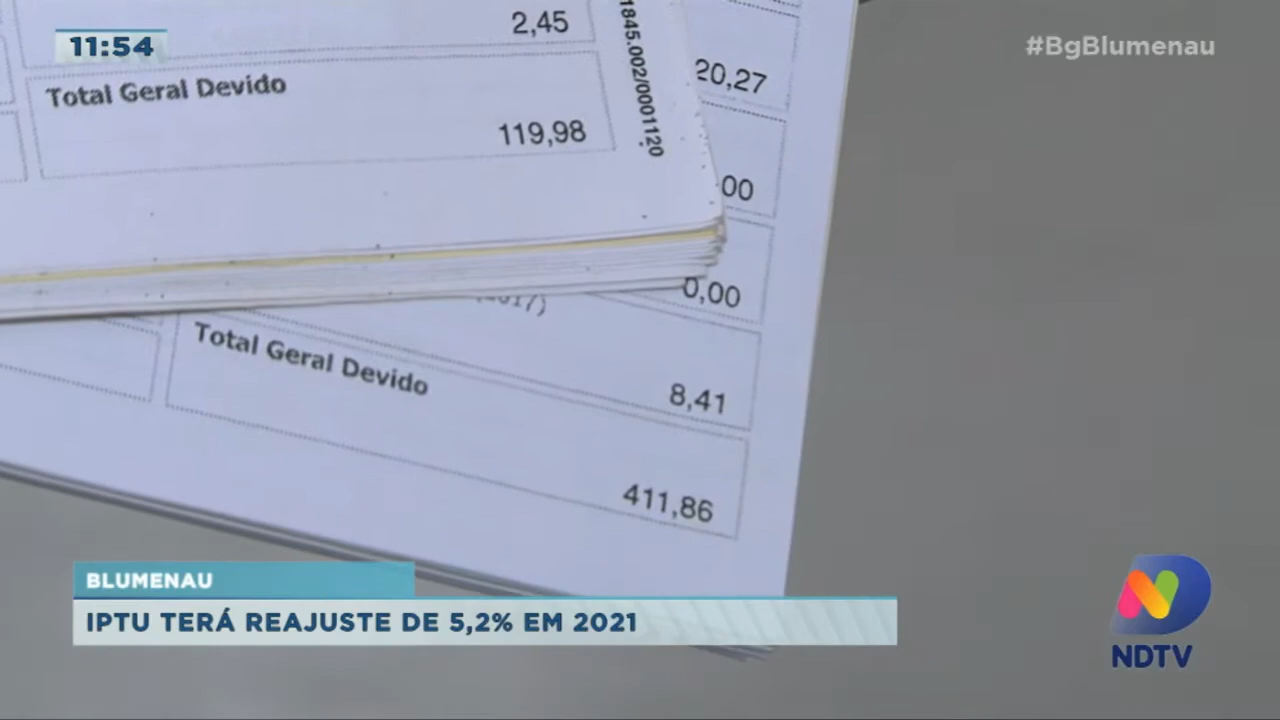 11:54
#BgBlumenau
2,45
Total Geral Devido
119,98
1845.002/0001120
20,27
00
0,00
8,41
Total Geral Devido
411,86
BLUMENAU
IPTU TERÁ REAJUSTE DE 5,2% EM 2021
NDTV